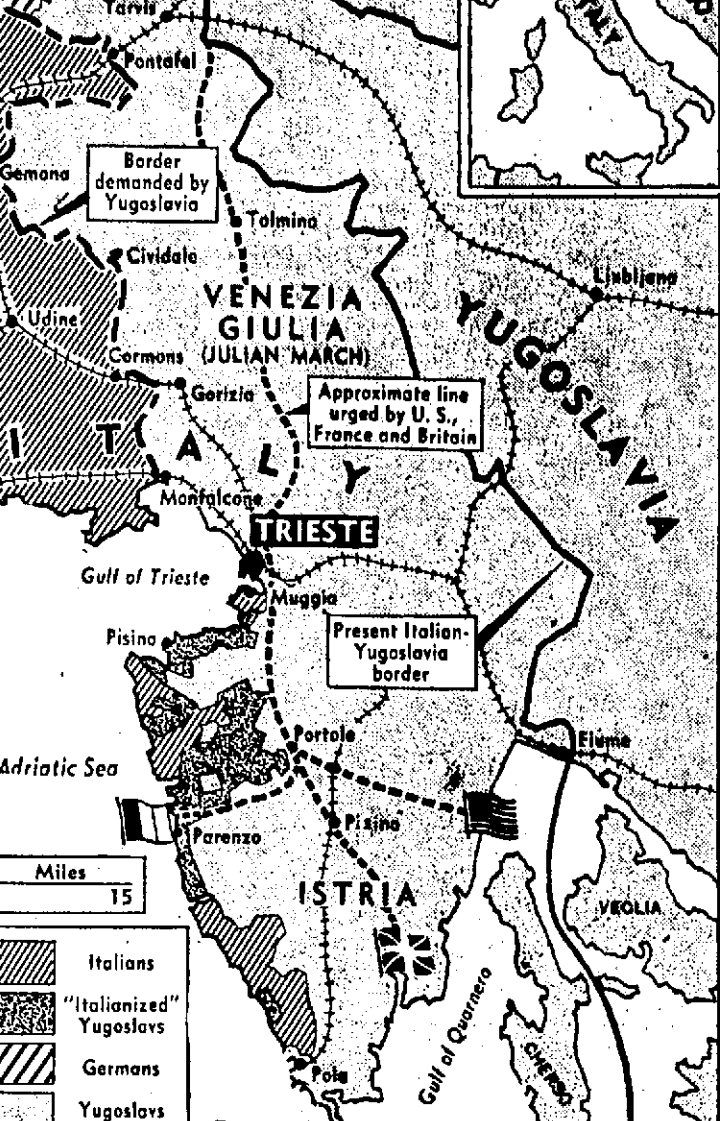 Tarvis
Pontafel
ITALY
Gemona
Border
demanded by
Yugoslavia
Tolmino
Cividale
Ljubljana
VENEZIA
GIULIA
(JULIAN MARCH)
YUGOSLAVIA
Udine
Cormons
Gorizia
Approximate line
urged by U. S.,
France and Britain
ITALY
Monfalcone
TRIESTE
Gulf of Trieste
Muggia
Pisino
Present Italian-
Yugoslavia
border
Portole
Fiume
Adriatic Sea
Parenzo
Pisino
Miles
15
ISTRIA
VEGLIA
Italians
"Italianized"
Yugoslavs
Germans
Yugoslavs
Gulf of Quarnero
CHERSO
Pola